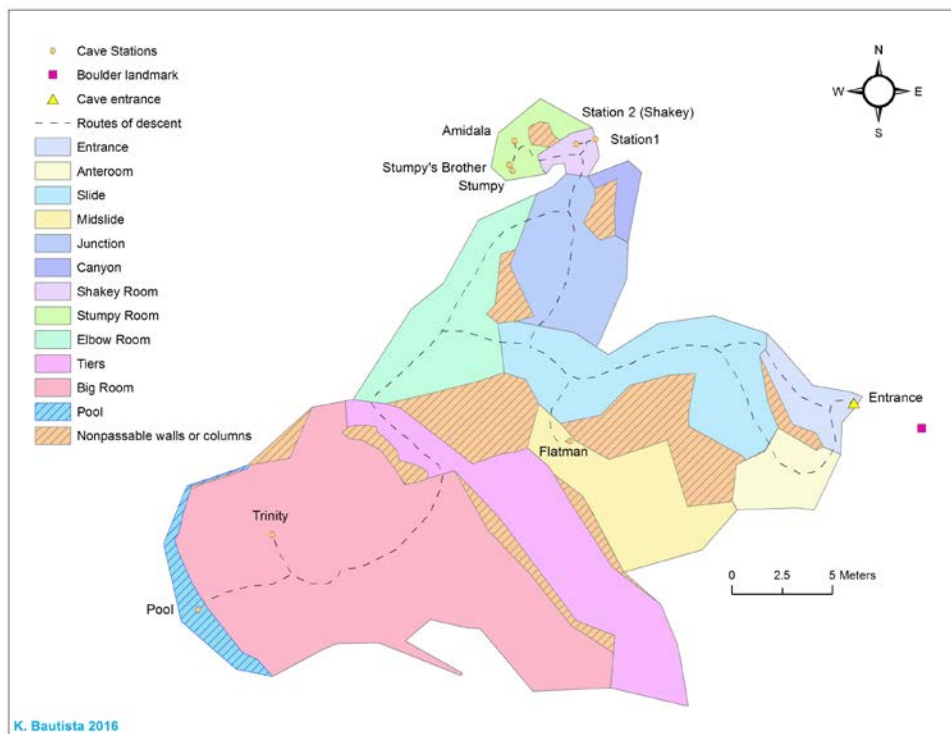 Cave Stations
Boulder landmark
Cave entrance
Routes of descent
Entrance
Anteroom
Slide
Midslide
Junction
Canyon
Shakey Room
Stumpy Room
Elbow Room
Tiers
Big Room
Pool
Nonpassable walls or columns
N
W E
S
Station 2 (Shakey)
Amidala
Station1
Stumpy's Brother
Stumpy
Entrance
Flatman
Trinity
Pool
0 2.5 5 Meters
K. Bautista 2016